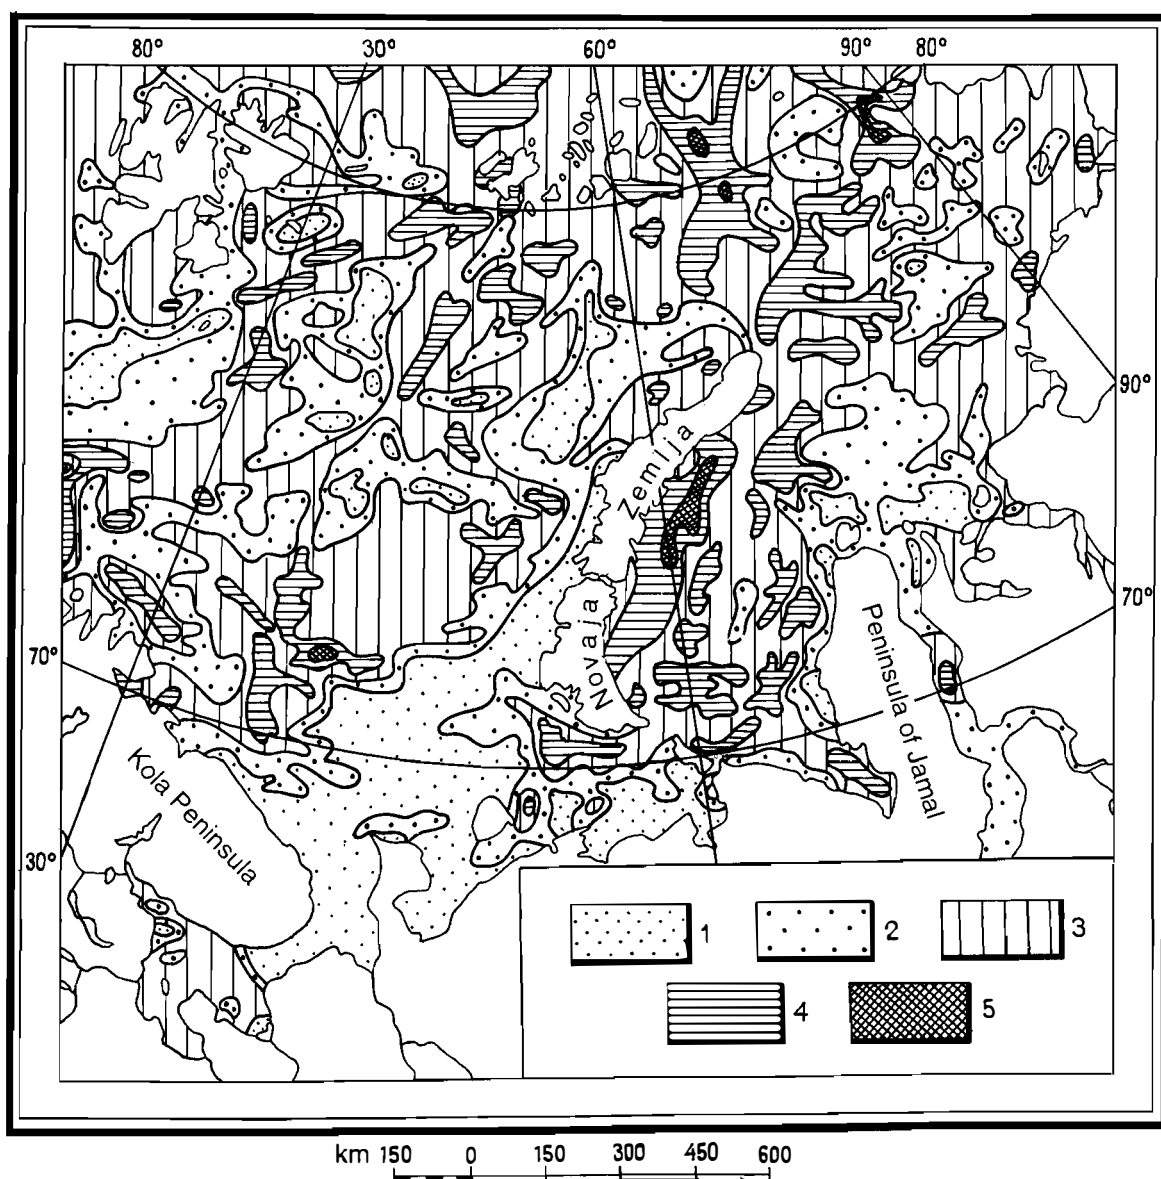 80° 30° 60° 90° 80°
90°
70°
70°
30°
Novaja Zemlja
Peninsula of Jamal
Kola Peninsula
1 2 3
4 5
km 150 0 150 300 450 600